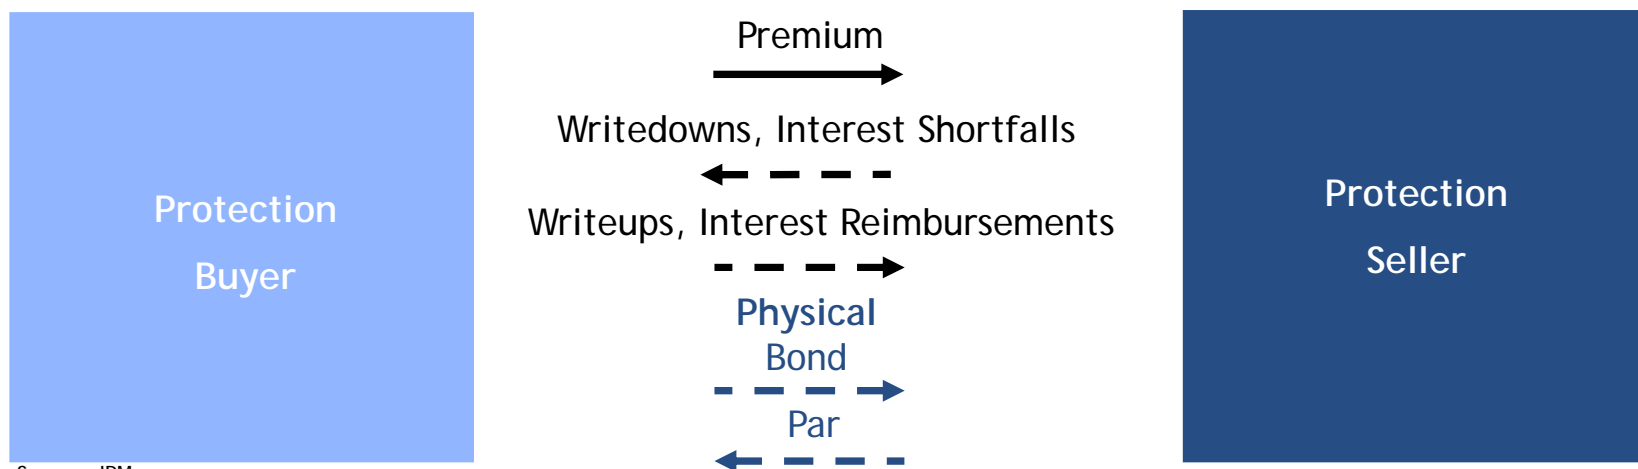 Premium
Writedowns, Interest Shortfalls
Writeups, Interest Reimbursements
Protection
Buyer
Protection
Seller
Physical
Bond
Par